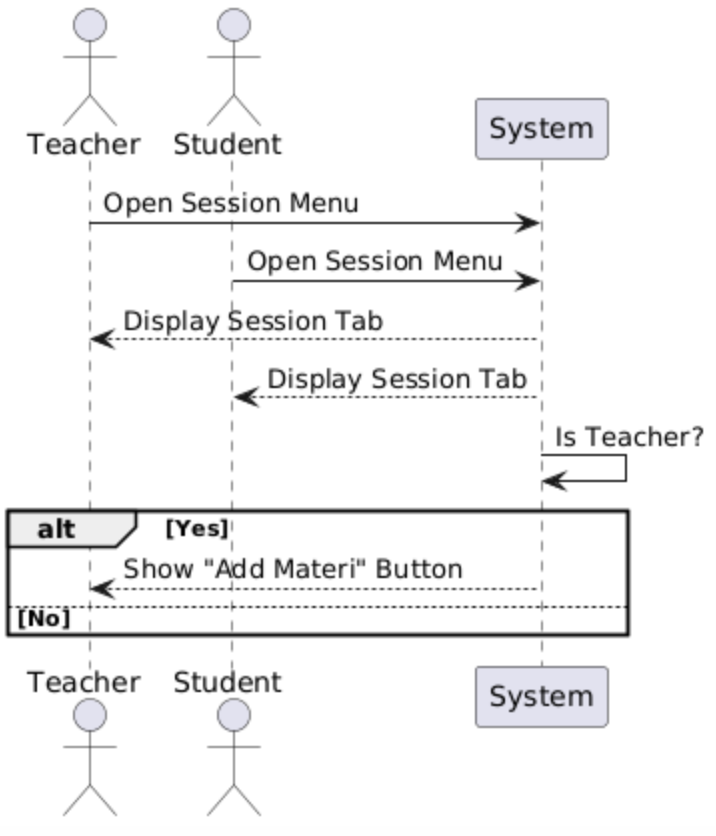 Teacher Student
System
Open Session Menu
Open Session Menu
Display Session Tab
Display Session Tab
Is Teacher?
alt [Yes]
Show "Add Materi" Button
[No]
Teacher Student
System